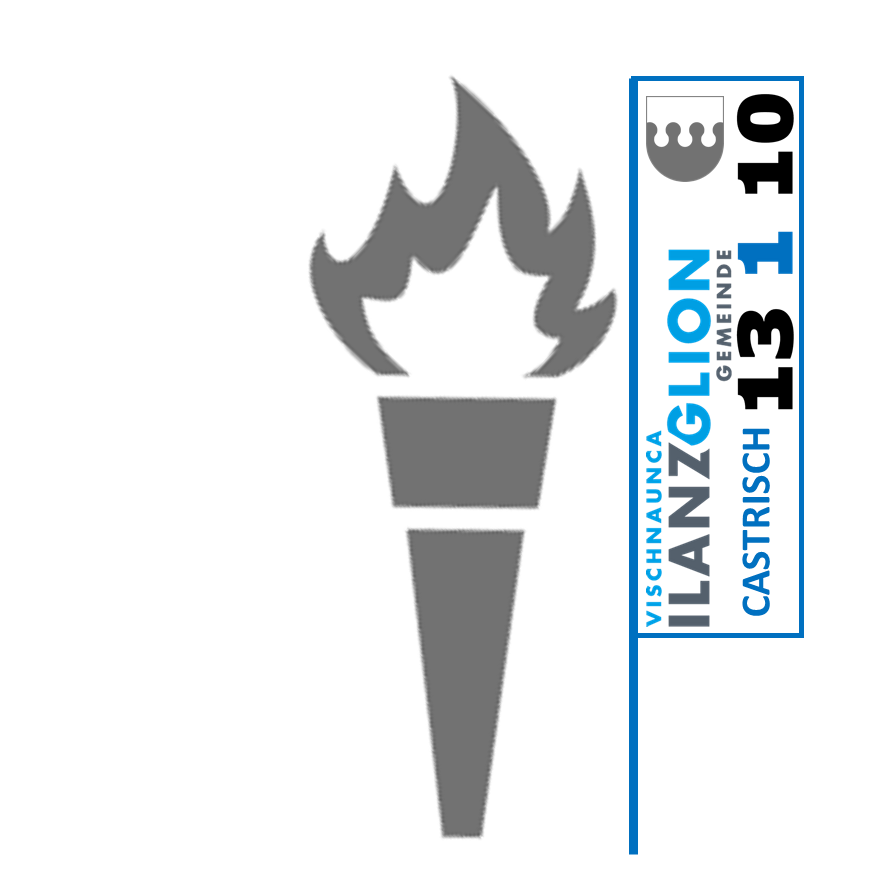 VISCHNAUNCA
ILANZGLION
GEMEINDE
CASTRISCH 13 1 10